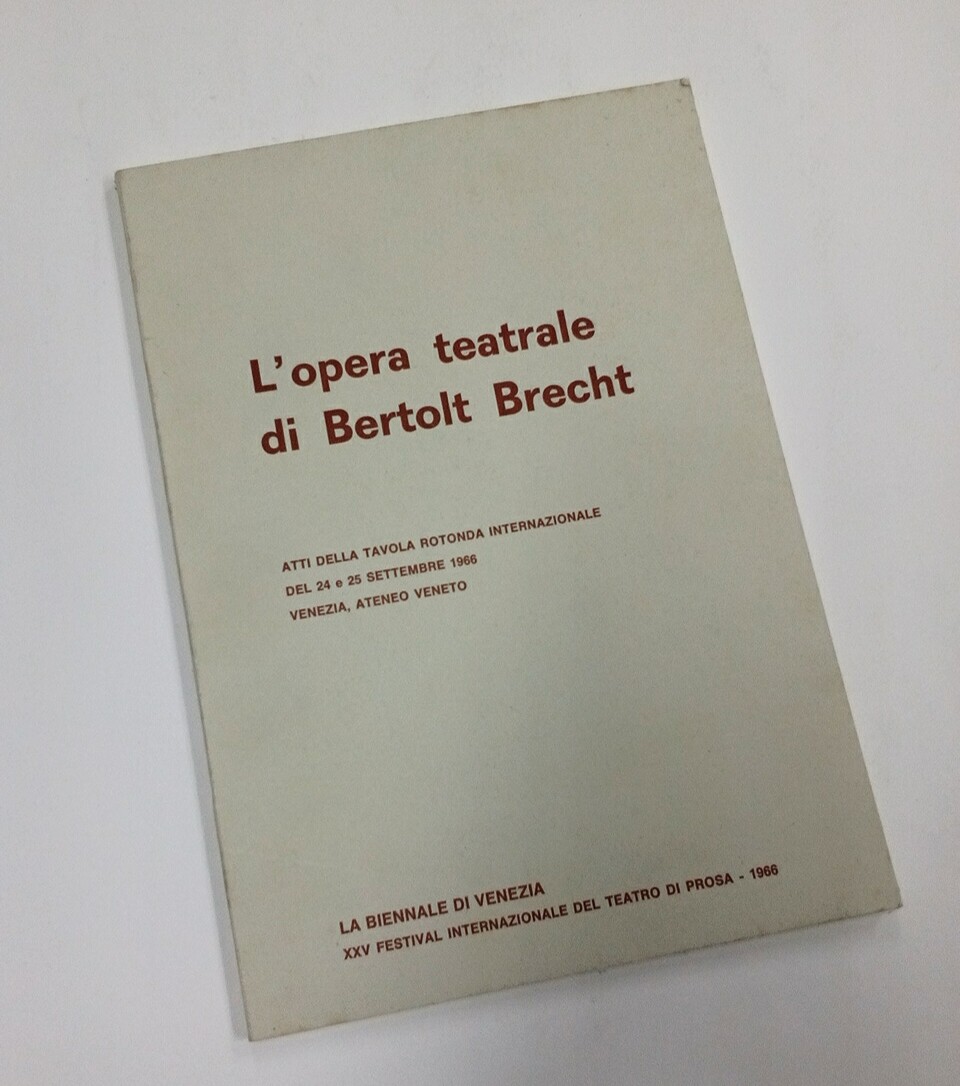 L'opera teatrale
di Bertolt Brecht
ATTI DELLA TAVOLA ROTONDA INTERNAZIONALE
DEL 24 e 25 SETTEMBRE 1966
VENEZIA, ATENEO VENETO
LA BIENNALE DI VENEZIA
XXV FESTIVAL INTERNAZIONALE DEL TEATRO DI PROSA - 1966